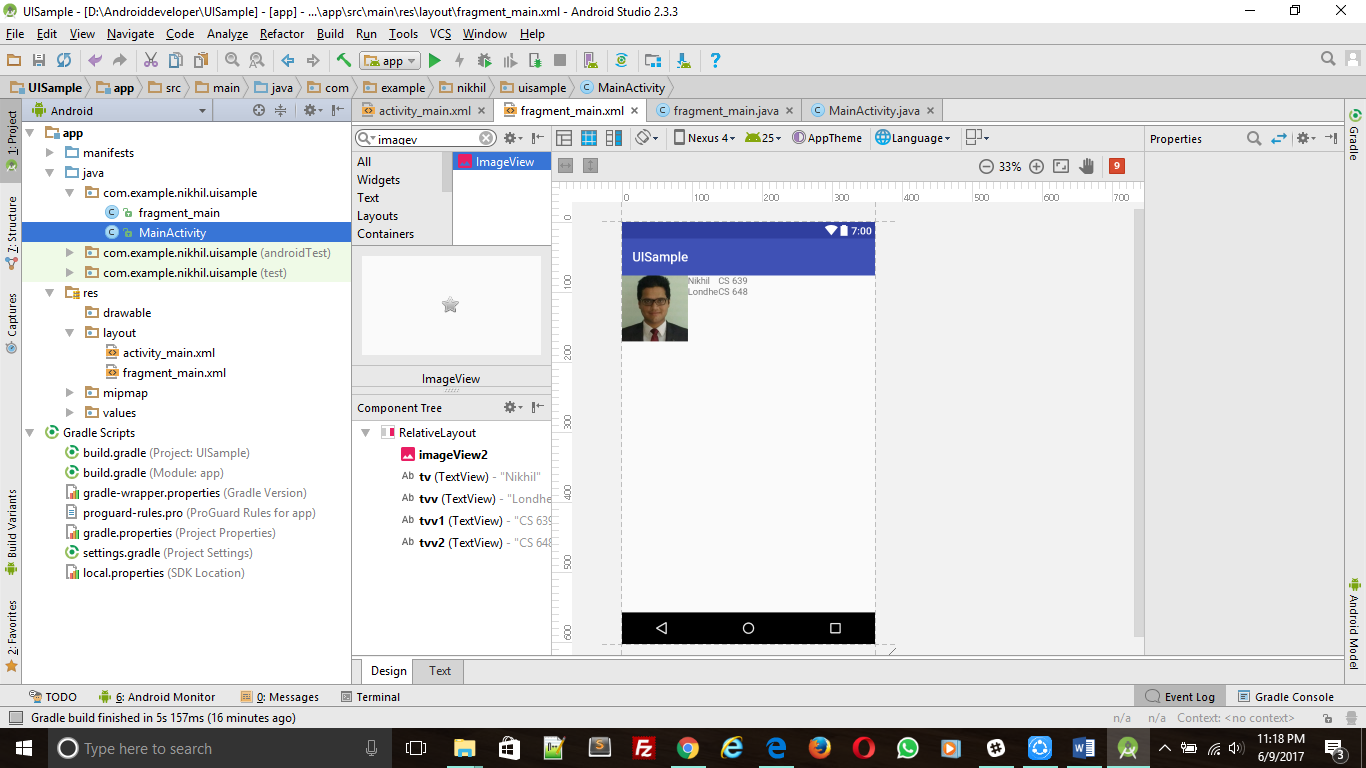 UISample - [D:\Androiddeveloper\UISample] - [app] - ...\app\src\main\res\layout\fragment_main.xml - Android Studio 2.3.3
File Edit View Navigate Code Analyze Refactor Build Run Tools VCS Window Help
app
UISample app src main java com example nikhil uisample MainActivity
Android
activity_main.xml fragment_main.xml fragment_main.java MainActivity.java
1: Project
7: Structure
Captures
Build Variants
2: Favorites
app
manifests
java
com.example.nikhil.uisample
fragment_main
MainActivity
com.example.nikhil.uisample (androidTest)
com.example.nikhil.uisample (test)
res
drawable
layout
activity_main.xml
fragment_main.xml
mipmap
values
Gradle Scripts
build.gradle (Project: UISample)
build.gradle (Module: app)
gradle-wrapper.properties (Gradle Version)
proguard-rules.pro (ProGuard Rules for app)
gradle.properties (Project Properties)
settings.gradle (Project Settings)
local.properties (SDK Location)
imagev
All
Widgets
Text
Layouts
Containers
ImageView
ImageView
Component Tree
RelativeLayout
imageView2
Ab tv (TextView) - "Nikhil"
Ab tvv (TextView) - "Londhe
Ab tvv1 (TextView) - "CS 639
Ab tvv2 (TextView) - "CS 648
Nexus 4 25 AppTheme Language
33% 9
0 100 200 300 400 500 600 700
0
100
200
300
400
500
600
7:00
UISample
Nikhil CS 639
LondheCS 648
Properties
Gradle
Android Model
Design Text
TODO 6: Android Monitor 0: Messages Terminal Event Log Gradle Console
Gradle build finished in 5s 157ms (16 minutes ago) n/a n/a Context: <no context>
Type here to search
11:18 PM
6/9/2017
3